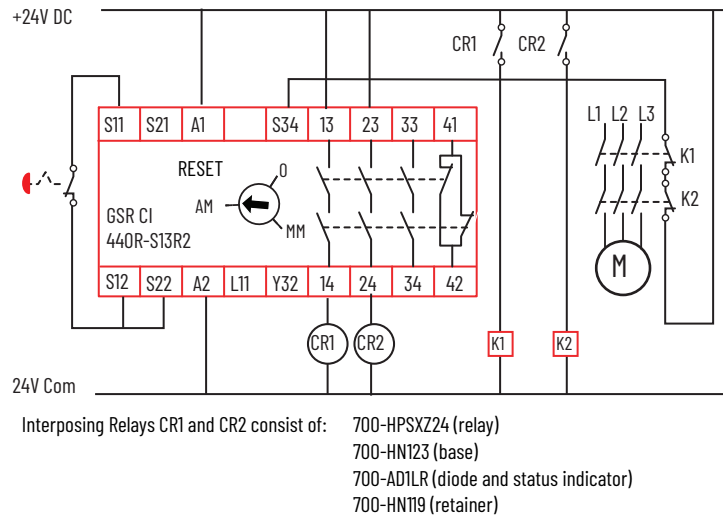 +24V DC
CR1 CR2
S11 S21 A1 S34 13 23 33 41
L1 L2 L3
K1
RESET
0
AM
K2
MM
GSR CI
440R-S13R2
M
S12 S22 A2 L11 Y32 14 24 34 42
CR1 CR2 K1 K2
24V Com
Interposing Relays CR1 and CR2 consist of: 700-HPSXZ24 (relay)
700-HN123 (base)
700-AD1LR (diode and status indicator)
700-HN119 (retainer)